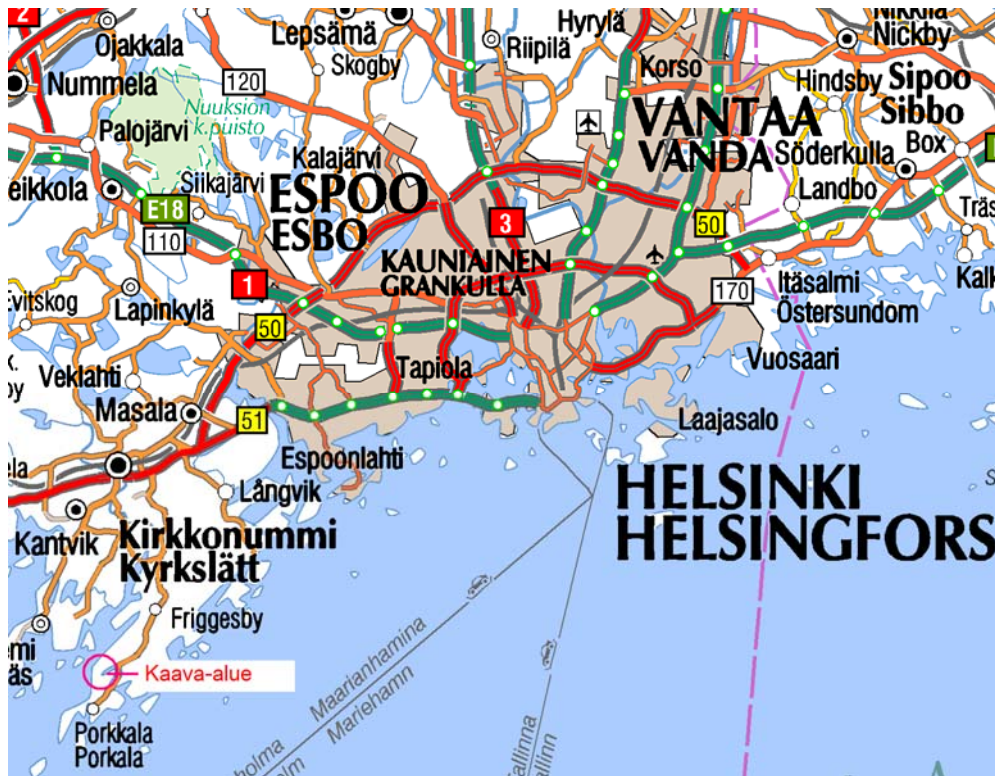 2
Ojakkala
Nummela
Lepsämä
Skogby
120
Riipilä
Hyrylä
Korso
Nickby
Hindsby
Sipoo
Sibbo
Nuuksion
k.puisto
Palojärvi
Kalajärvi
VANTAA
VANDA
Söderkulla
Box
Siikajärvi
ESPOO
ESBO
Landbo
E18
110
3
50
KAUNIAINEN
GRANKULLA
1
Lapinkylä
170
Itäsalmi
Östersundom
50
Veklahti
Tapiola
Vuosaari
Masala
51
Laajasalo
Espoonlahti
Långvik
HELSINKI
HELSINGFORS
Kantvik
Kirkkonummi
Kyrkslätt
Friggesby
Kaava-alue
Maarianhamina
Mariehamn
Porkkala
Porkala